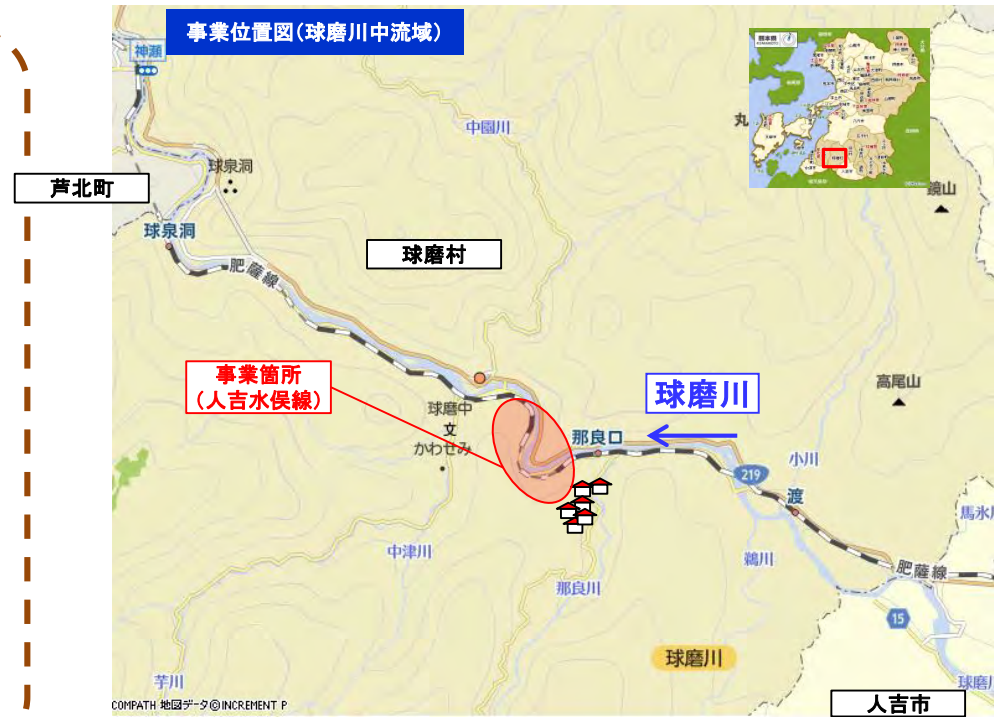 事業位置図(球磨川中流域)
神瀬
中園川
丸
球泉洞
鏡山
芦北町
球泉洞
球磨村
肥薩線
事業箇所
(人吉水俣線)
球磨川
高尾山
球磨中
文
かわせみ
那良口
219
小川
渡
馬氷川
中津川
鵜川
肥薩線
那良川
15
球磨川
芋川
球磨川
COMPATH 地図データ©INCREMENT P
人吉市